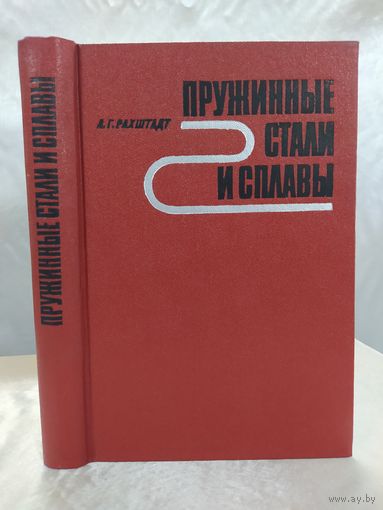 А. Г. РАХШТАДТ
ПРУЖИННЫЕ
СТАЛИ
И СПЛАВЫ
ПРУЖИННЫЕ СТАЛИ И СПЛАВЫ
www.ay.by